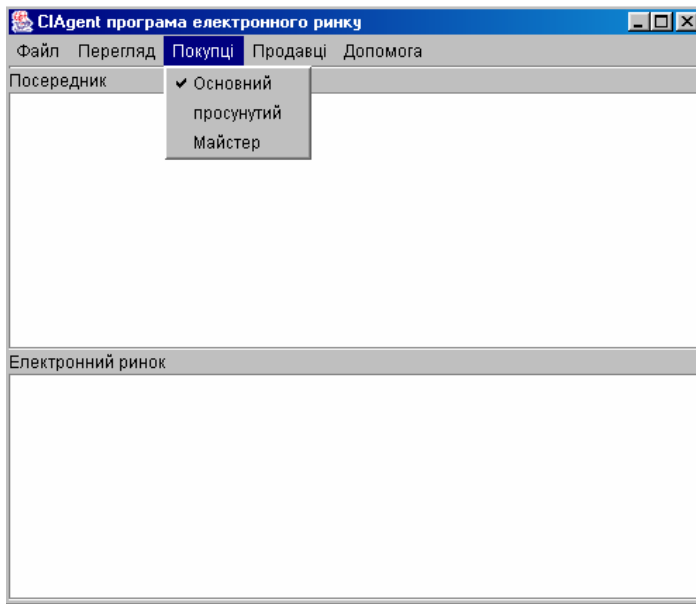 CIAgent програма електронного ринку
Файл Перегляд Покупці Продавці Допомога
Посередник
Основний
просунутий
Майстер
Електронний ринок